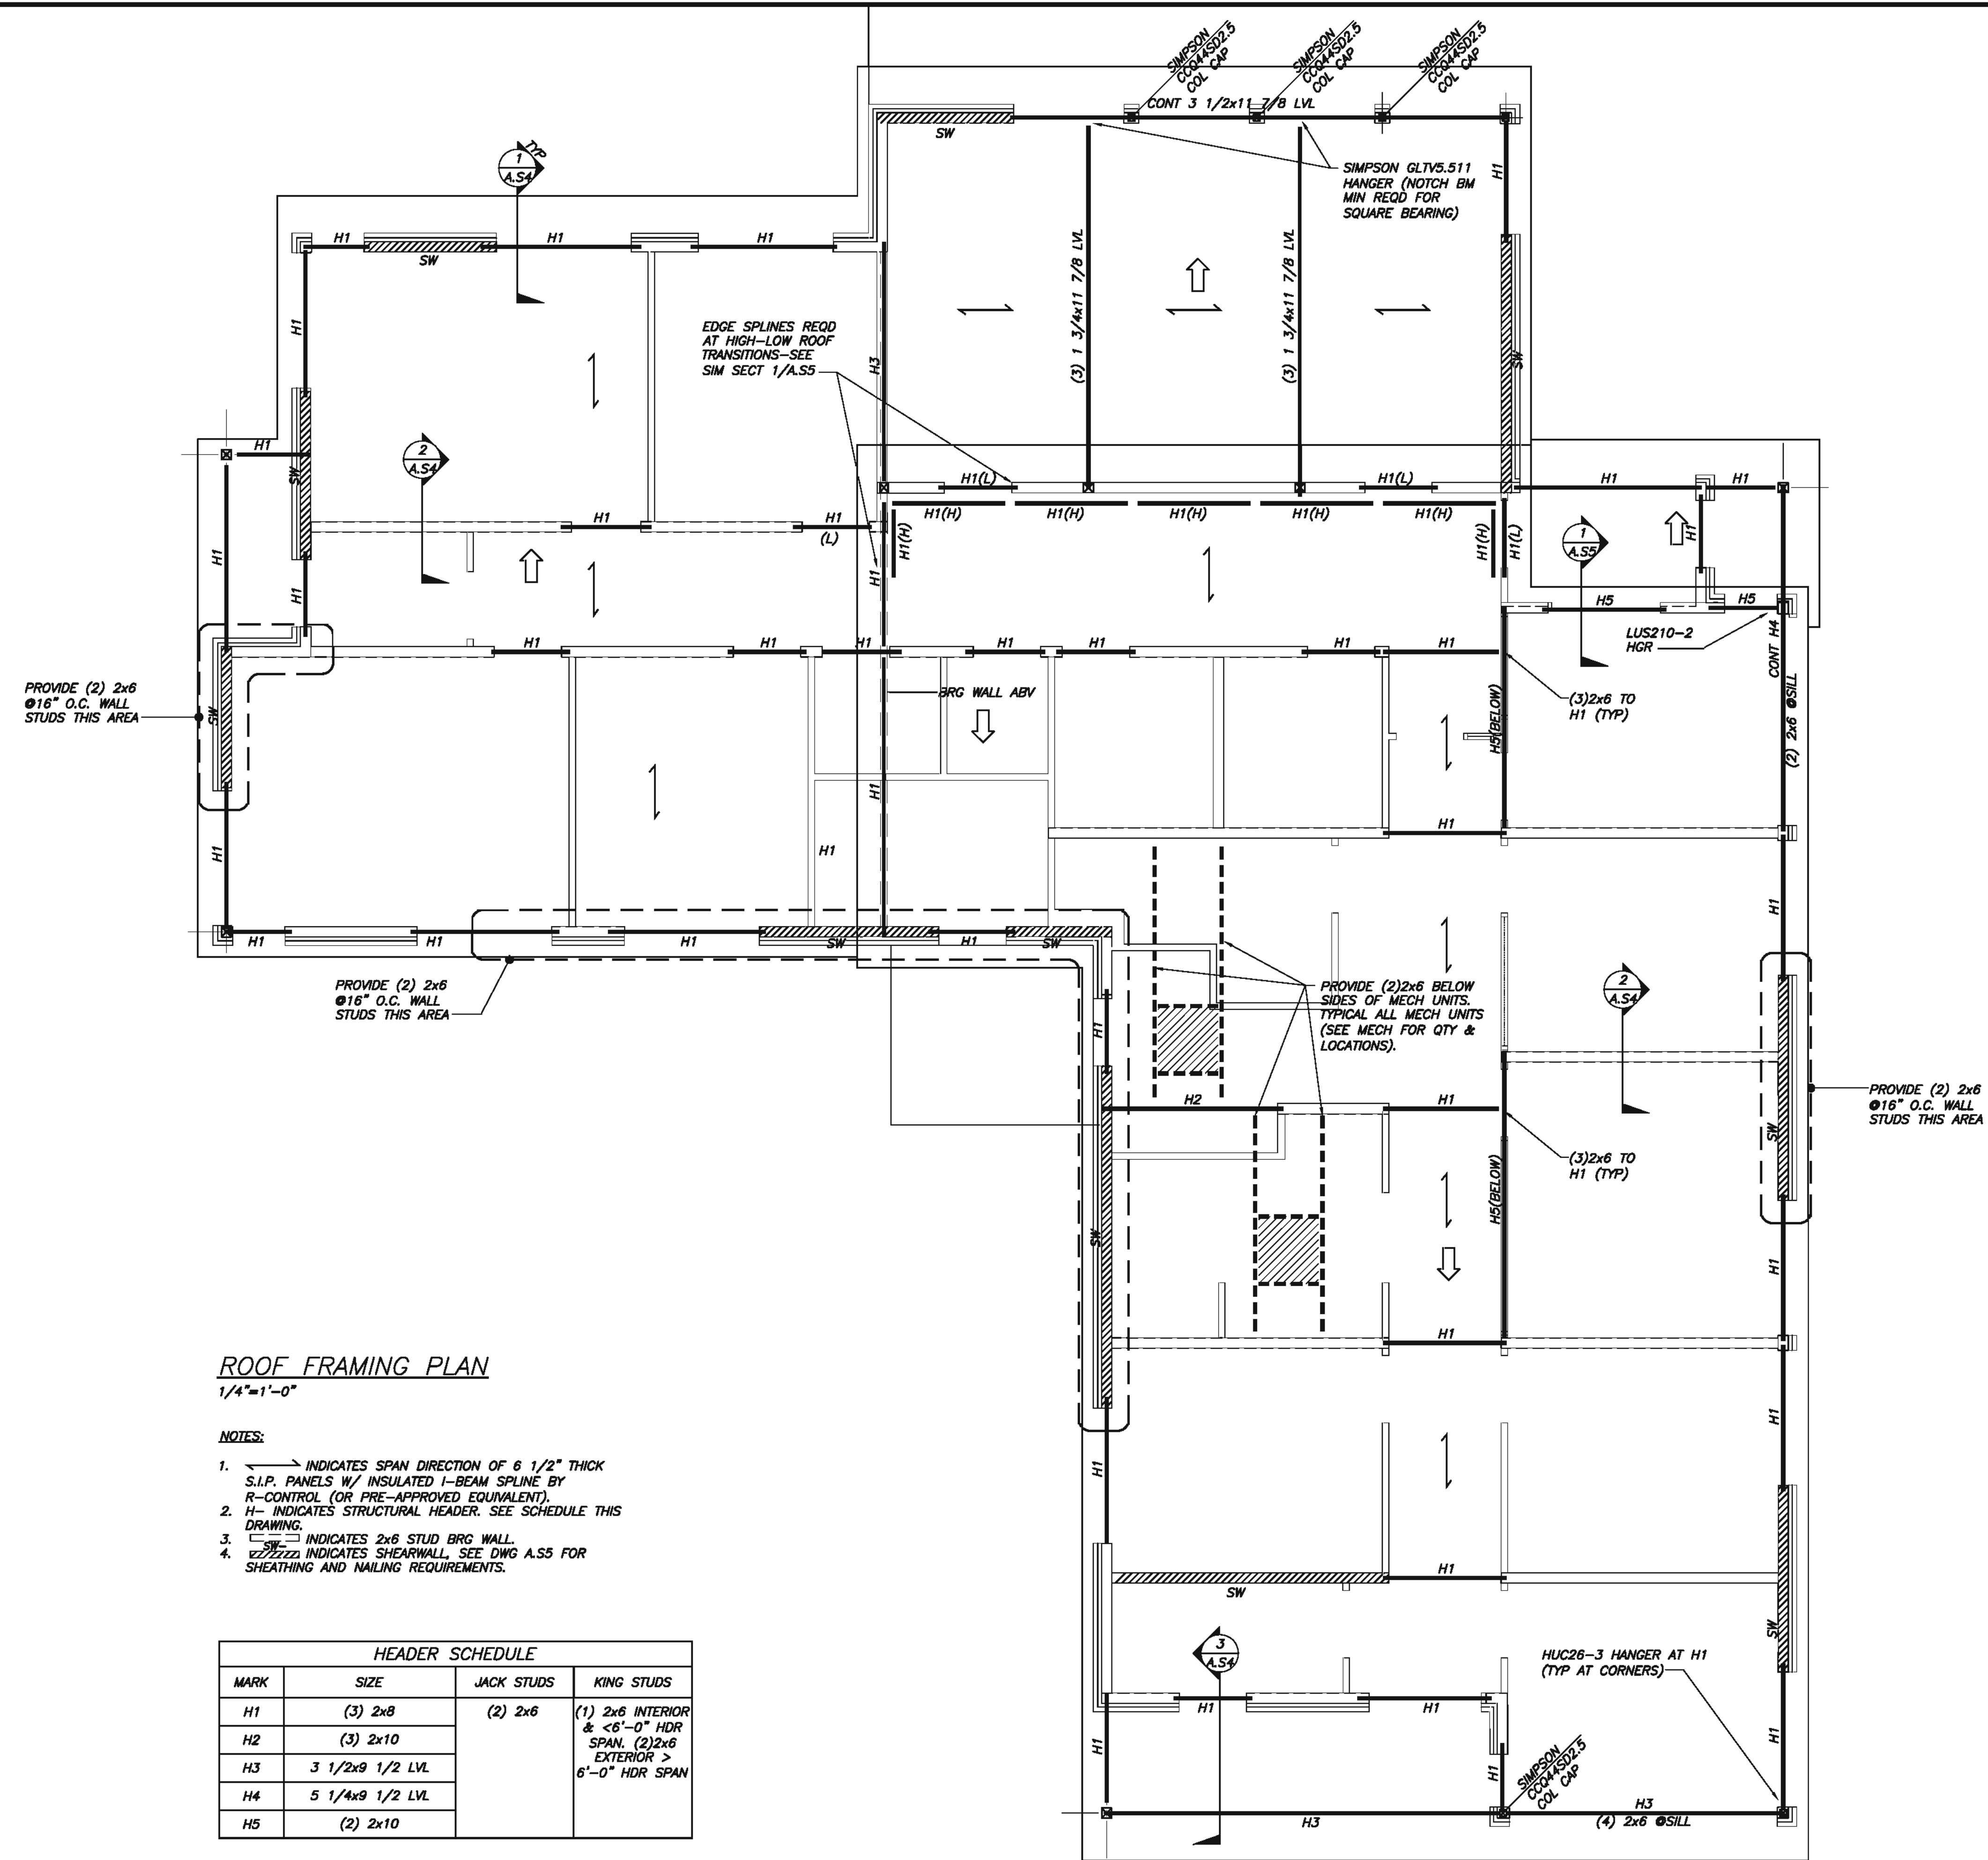 SIMPSON
CCQ44SD2.5
COL CAP
SIMPSON
CCQ44SD2.5
COL CAP
SIMPSON
CCQ44SD2.5
COL CAP
CONT 3 1/2x11 7/8 LVL
SW
TYP
1
A.S4
SIMPSON GLTV5.511
HANGER (NOTCH BM
MIN REQD FOR
SQUARE BEARING)
H1
H1
H1
H1
SW
(3) 1 3/4x11 7/8 LVL
(3) 1 3/4x11 7/8 LVL
H1
EDGE SPLINES REQD
AT HIGH-LOW ROOF
TRANSITIONS-SEE
SIM SECT 1/A.S5
H3
SW
H1
2
A.S4
SW
H1(L)
H1(L)
H1
H1
H1(H)
H1(H)
H1(H)
H1(H)
H1(H)
H1
H1
(L)
H1(H)
H1(H)
H1(L)
1
A.S5
H1
H1
H1
H1
H5
H5
LUS210-2
HGR
CONT H4
H1
H1
H1
H1
H1
H1
H1
PROVIDE (2) 2x6
@16" O.C. WALL
STUDS THIS AREA
SW
BRG WALL ABV
H5(BELOW)
(3)2x6 TO
H1 (TYP)
(2) 2x6 @SILL
H1
H1
H1
H1
H1
H1
H1
H1
SW
H1
SW
PROVIDE (2) 2x6
@16" O.C. WALL
STUDS THIS AREA
PROVIDE (2)2x6 BELOW
SIDES OF MECH UNITS.
TYPICAL ALL MECH UNITS
(SEE MECH FOR QTY &
LOCATIONS).
2
A.S4
H1
H2
H1
SW
PROVIDE (2) 2x6
@16" O.C. WALL
STUDS THIS AREA
(3)2x6 TO
H1 (TYP)
H5(BELOW)
SW
H1
H1
H1
H1
H1
SW
SW
3
A.S4
HUC26-3 HANGER AT H1
(TYP AT CORNERS)
H1
H1
H1
H1
H1
SIMPSON
CCQ44SD2.5
COL CAP
H3
H3
(4) 2x6 @SILL
ROOF FRAMING PLAN
1/4"=1'-0"
NOTES:
1. INDICATES SPAN DIRECTION OF 6 1/2" THICK
S.I.P. PANELS W/ INSULATED I-BEAM SPLINE BY
R-CONTROL (OR PRE-APPROVED EQUIVALENT).
2. H- INDICATES STRUCTURAL HEADER. SEE SCHEDULE THIS
DRAWING.
3. INDICATES 2x6 STUD BRG WALL.
4. SW- INDICATES SHEARWALL, SEE DWG A.S5 FOR
SHEATHING AND NAILING REQUIREMENTS.
HEADER SCHEDULE
MARK SIZE JACK STUDS KING STUDS
H1 (3) 2x8 (2) 2x6 (1) 2x6 INTERIOR
& <6'-0" HDR
SPAN. (2)2x6
EXTERIOR >
6'-0" HDR SPAN
H2 (3) 2x10
H3 3 1/2x9 1/2 LVL
H4 5 1/4x9 1/2 LVL
H5 (2) 2x10